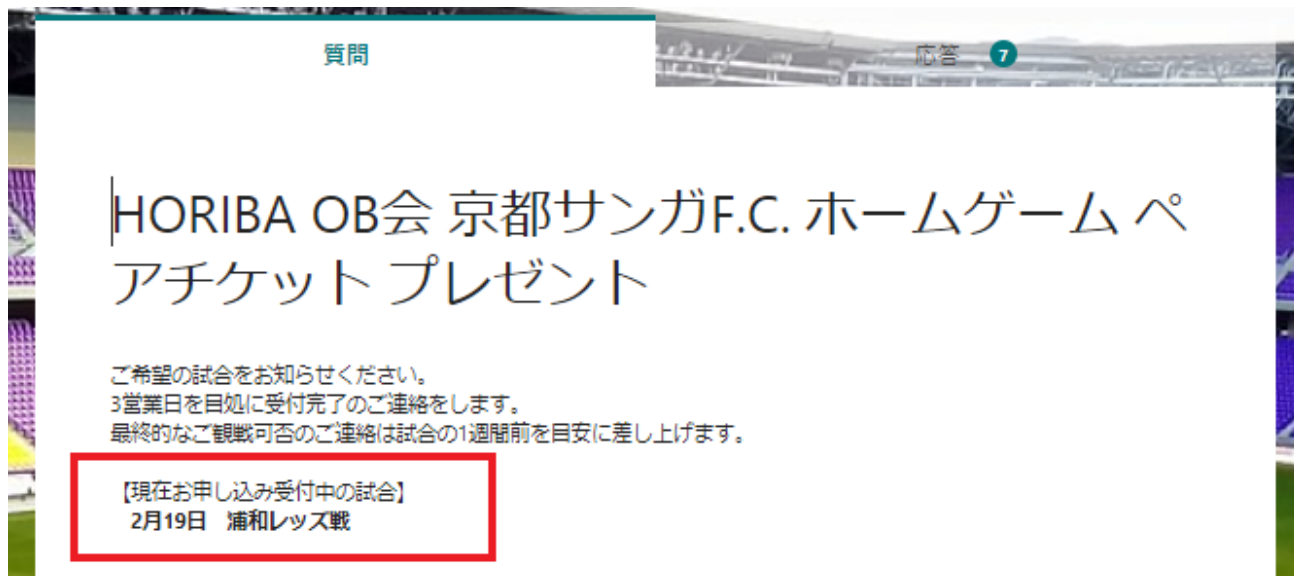 質問
応答 7
HORIBA OB会 京都サンガF.C. ホームゲーム ペ
アチケット プレゼント
ご希望の試合をお知らせください。
3営業日を目処に受付完了のご連絡をします。
最終的なご観戦可否のご連絡は試合の1週間前を目安に差し上げます。
【現在お申し込み受付中の試合】
2月19日　浦和レッズ戦